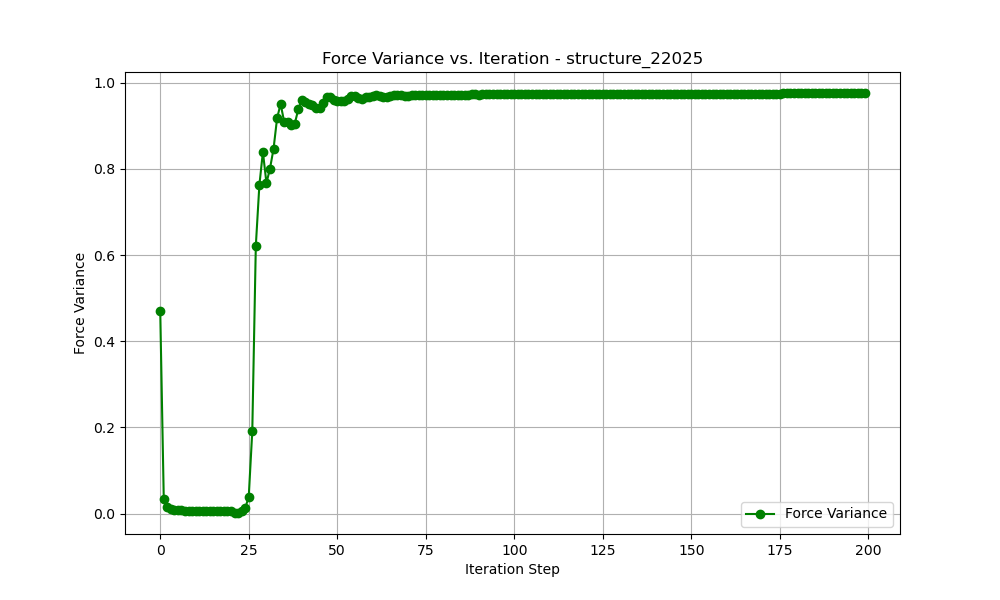 Force Variance vs. Iteration - structure_22025
Force Variance
1.0
0.8
0.6
0.4
0.2
0.0
0 25 50 75 100 125 150 175 200
Iteration Step
Force Variance